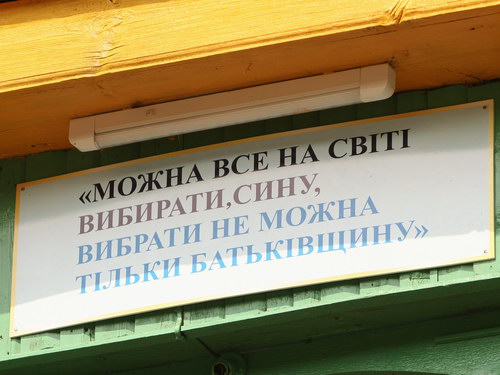 «МОЖНА ВСЕ НА СВІТІ
ВИБИРАТИ,СИНУ,
ВИБРАТИ НЕ МОЖНА
ТІЛЬКИ БАТЬКІВЩИНУ»